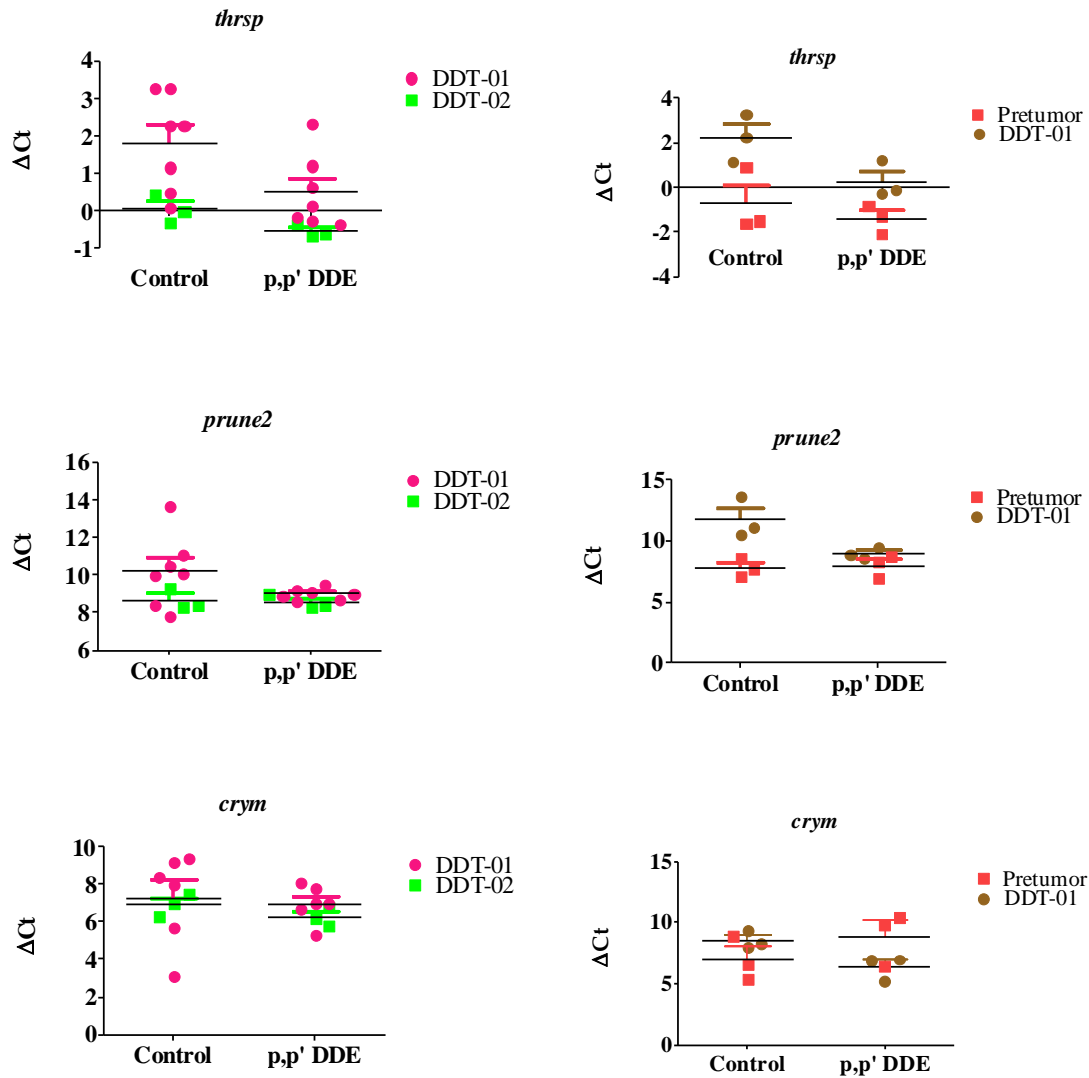 thrsp
4
3
2
1
0
-1
ΔCt
Control
p,p' DDE
DDT-01
DDT-02
thrsp
4
2
0
-2
-4
ΔCt
Control
p,p' DDE
Pretumor
DDT-01
prune2
16
14
12
10
8
6
ΔCt
Control
p,p' DDE
DDT-01
DDT-02
prune2
15
10
5
0
ΔCt
Control
p,p' DDE
Pretumor
DDT-01
crym
10
8
6
4
2
0
ΔCt
Control
p,p' DDE
DDT-01
DDT-02
crym
15
10
5
0
ΔCt
Control
p,p' DDE
Pretumor
DDT-01